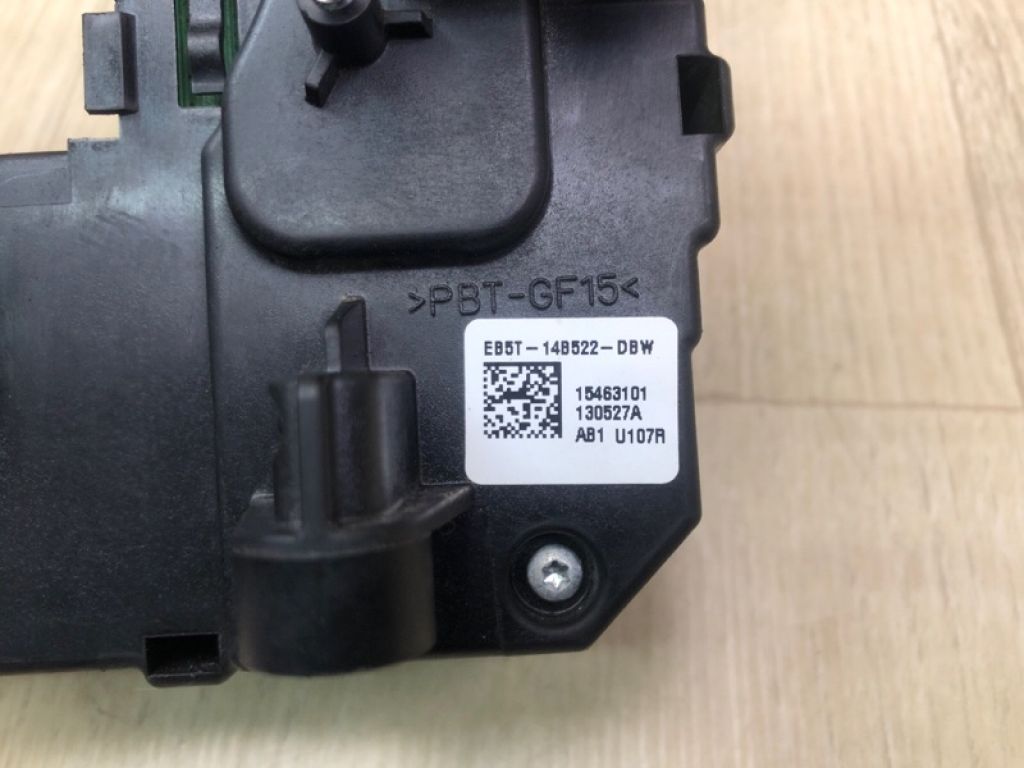 >PBT-GF15<
EB5T-14B522-DBW
15463101
130527A
AB1 U107R